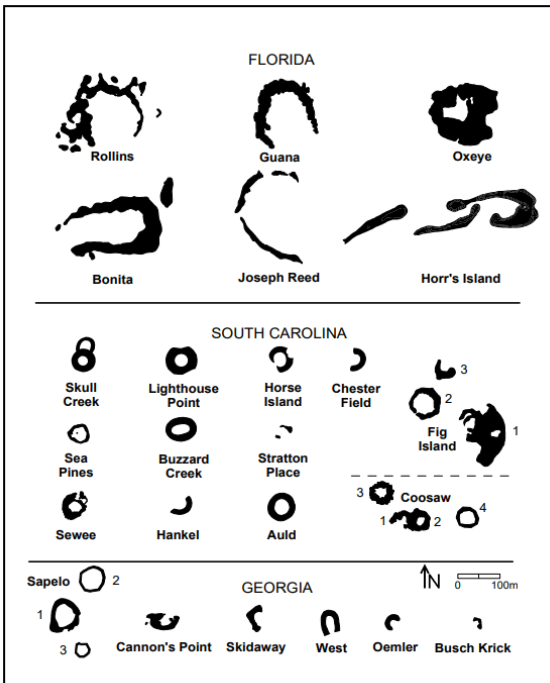 FLORIDA
Rollins
Guana
Oxeye
Bonita
Joseph Reed
Horr's Island
SOUTH CAROLINA
Skull
Creek
Lighthouse
Point
Horse
Island
Chester
Field
3
2
1
Fig
Island
Sea
Pines
Buzzard
Creek
Stratton
Place
3
Coosaw
1
2
4
Sewee
Hankel
Auld
N
0
100m
GEORGIA
Sapelo
2
1
3
Cannon's Point
Skidaway
West
Oemler
Busch Krick